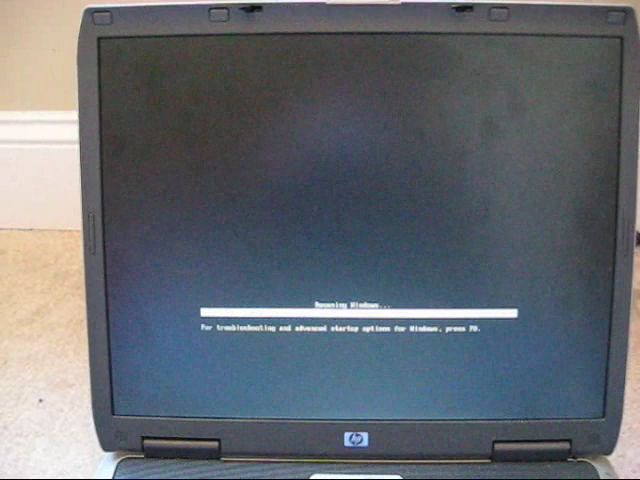 Resuming Windows...
For troubleshooting and advanced startup options for Windows, press F8.
hp